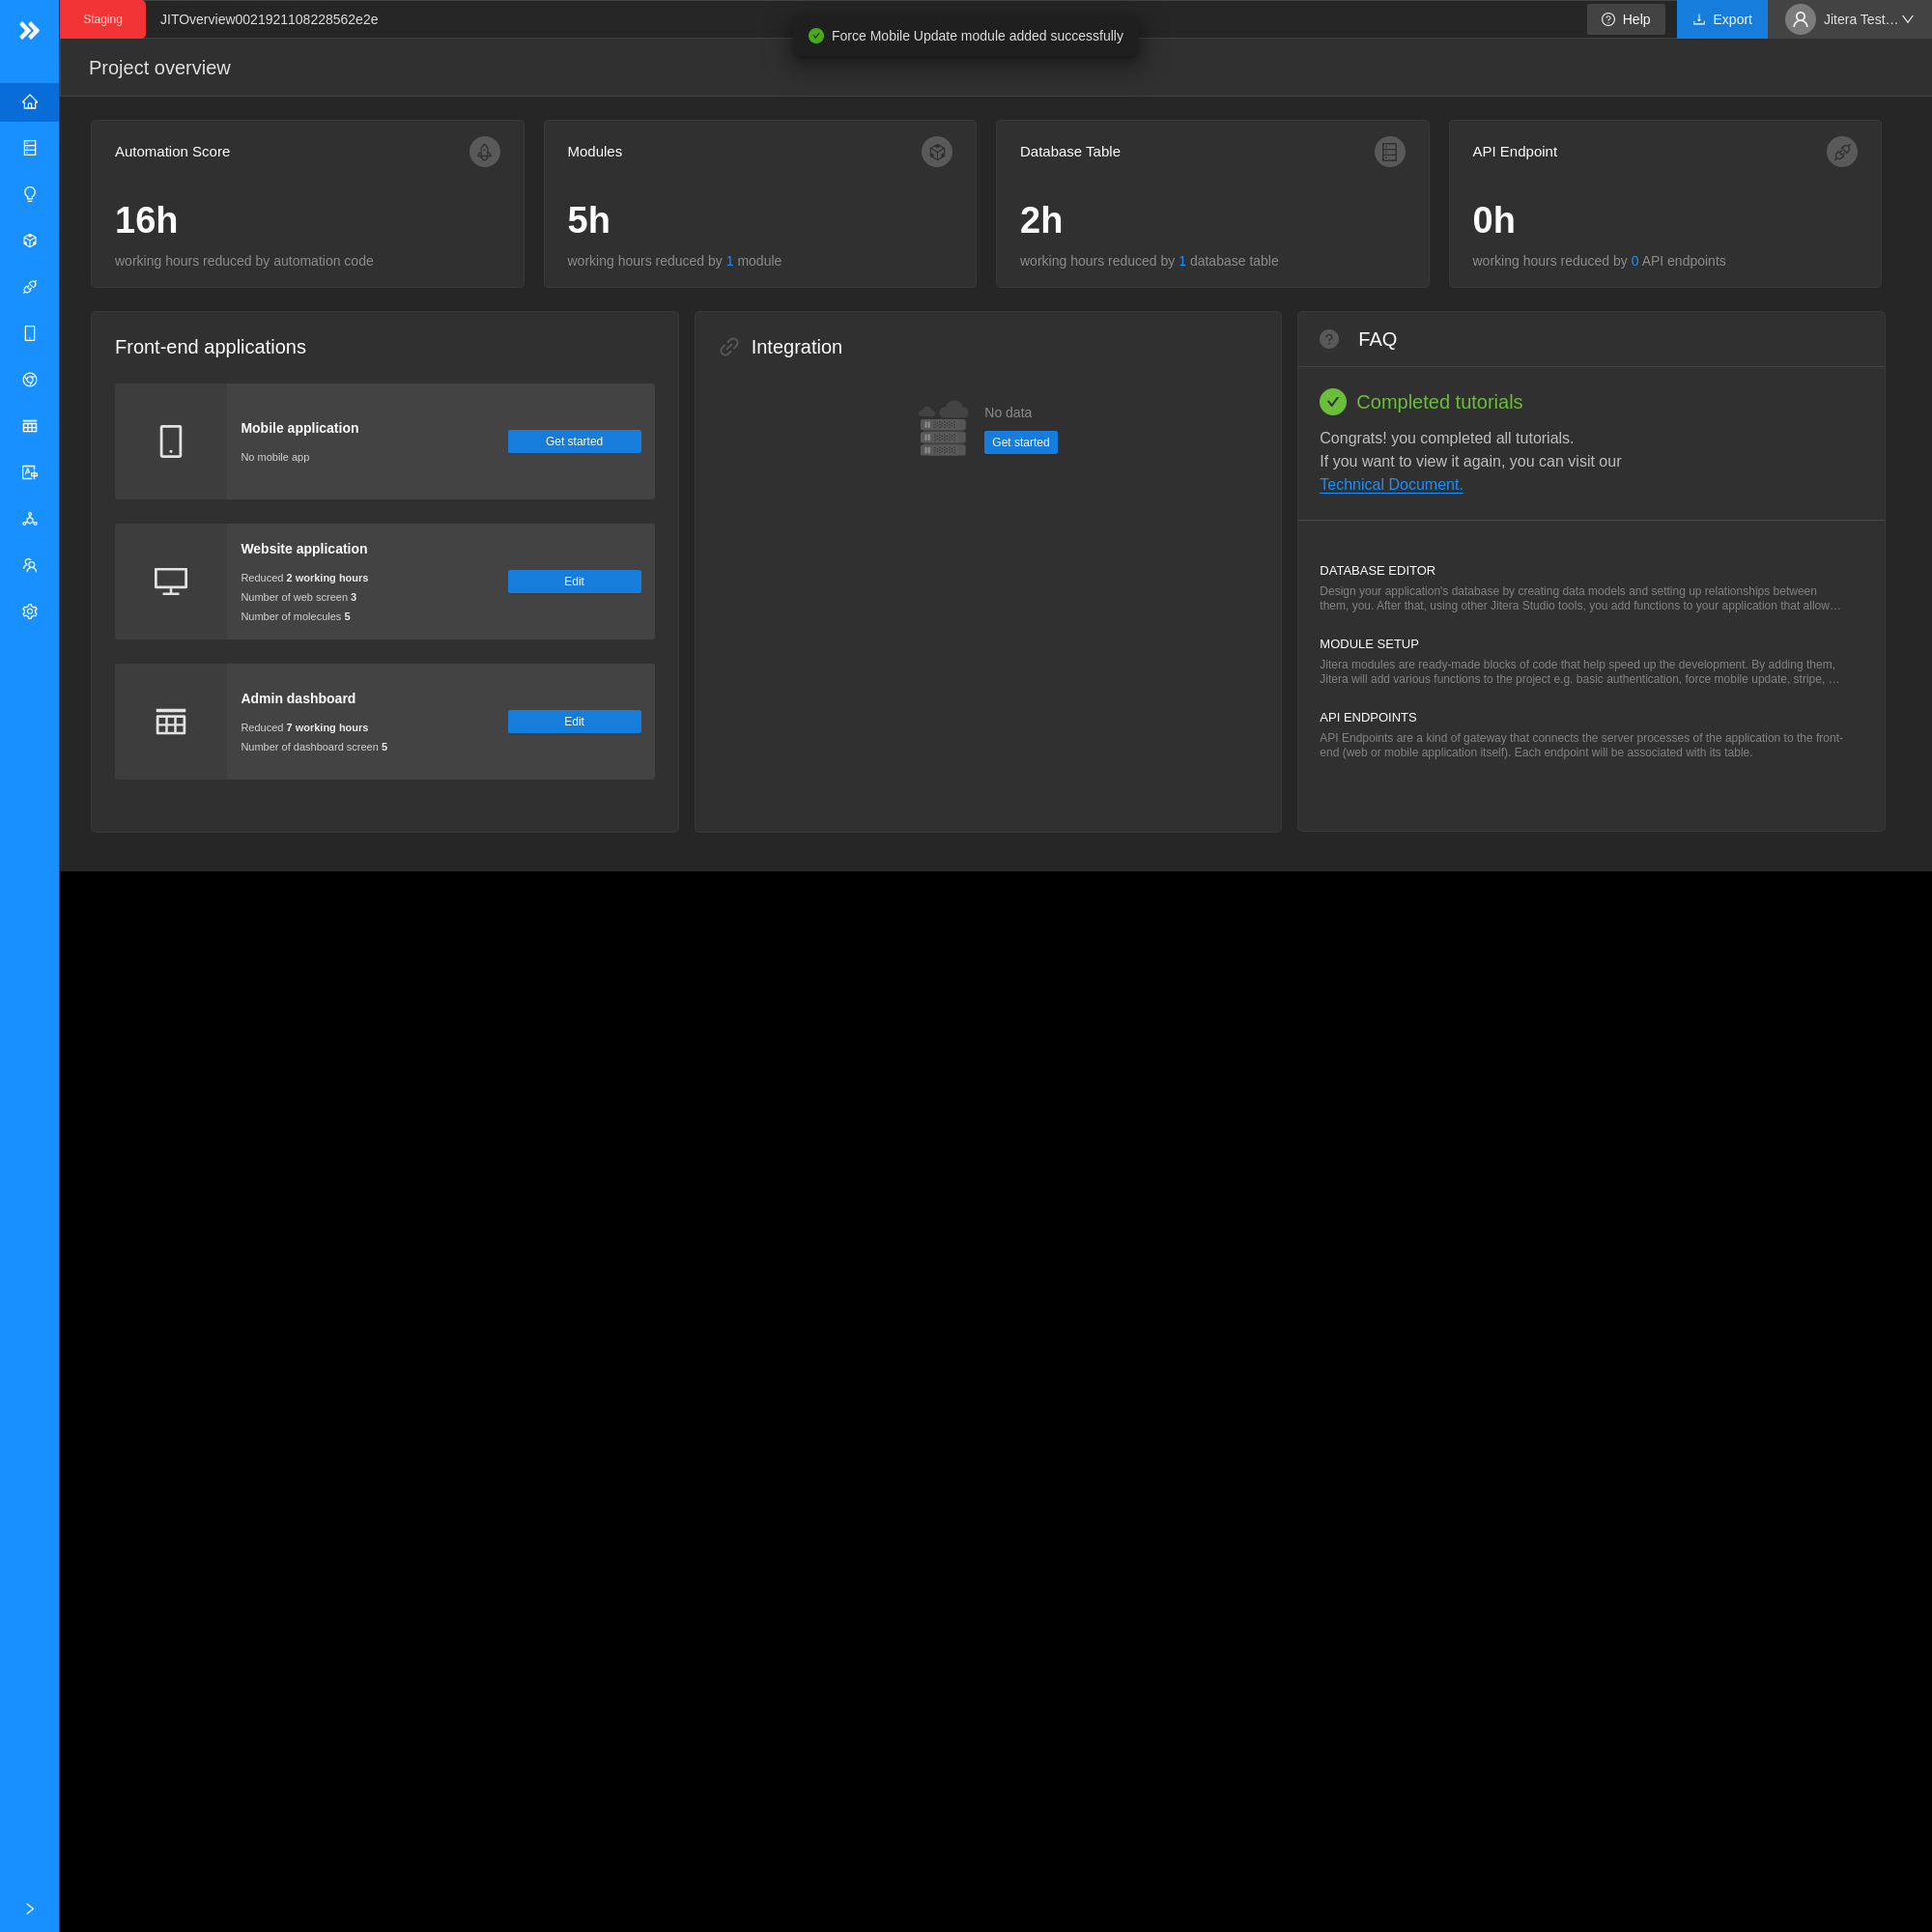 Staging
JITOverview0021921108228562e2e
Force Mobile Update module added successfully
Help
Export
Jitera Test…
Project overview
Automation Score
16h
working hours reduced by automation code
Modules
5h
working hours reduced by 1 module
Database Table
2h
working hours reduced by 1 database table
API Endpoint
0h
working hours reduced by 0 API endpoints
Front-end applications
Mobile application
No mobile app
Get started
Website application
Reduced 2 working hours
Number of web screen 3
Number of molecules 5
Edit
Admin dashboard
Reduced 7 working hours
Number of dashboard screen 5
Edit
Integration
No data
Get started
FAQ
Completed tutorials
Congrats! you completed all tutorials.
If you want to view it again, you can visit our
Technical Document.
DATABASE EDITOR
Design your application's database by creating data models and setting up relationships between
them, you. After that, using other Jitera Studio tools, you add functions to your application that allow…
MODULE SETUP
Jitera modules are ready-made blocks of code that help speed up the development. By adding them,
Jitera will add various functions to the project e.g. basic authentication, force mobile update, stripe, …
API ENDPOINTS
API Endpoints are a kind of gateway that connects the server processes of the application to the front-
end (web or mobile application itself). Each endpoint will be associated with its table.